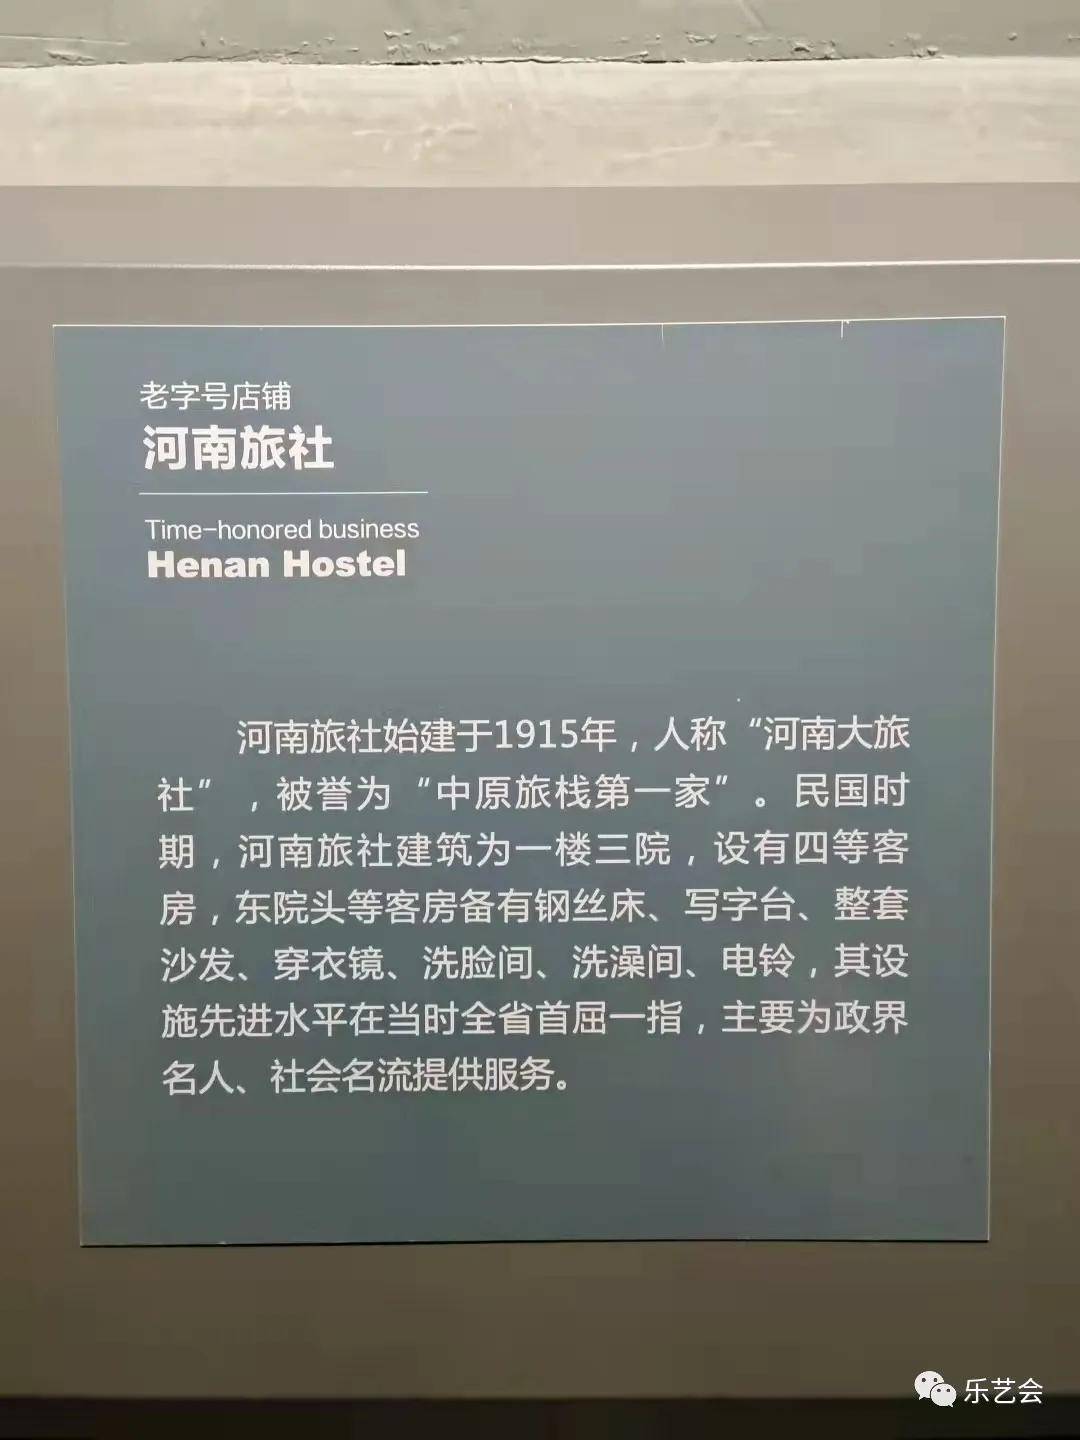 老字号店铺
河南旅社
Time-honored business
Henan Hostel
河南旅社始建于1915年，人称“河南大旅
社”，被誉为“中原旅栈第一家”。民国时
期，河南旅社建筑为一楼三院，设有四等客
房，东院头等客房备有钢丝床、写字台、整套
沙发、穿衣镜、洗脸间、洗澡间、电铃，其设
施先进水平在当时全省首屈一指，主要为政界
名人、社会名流提供服务。
乐艺会